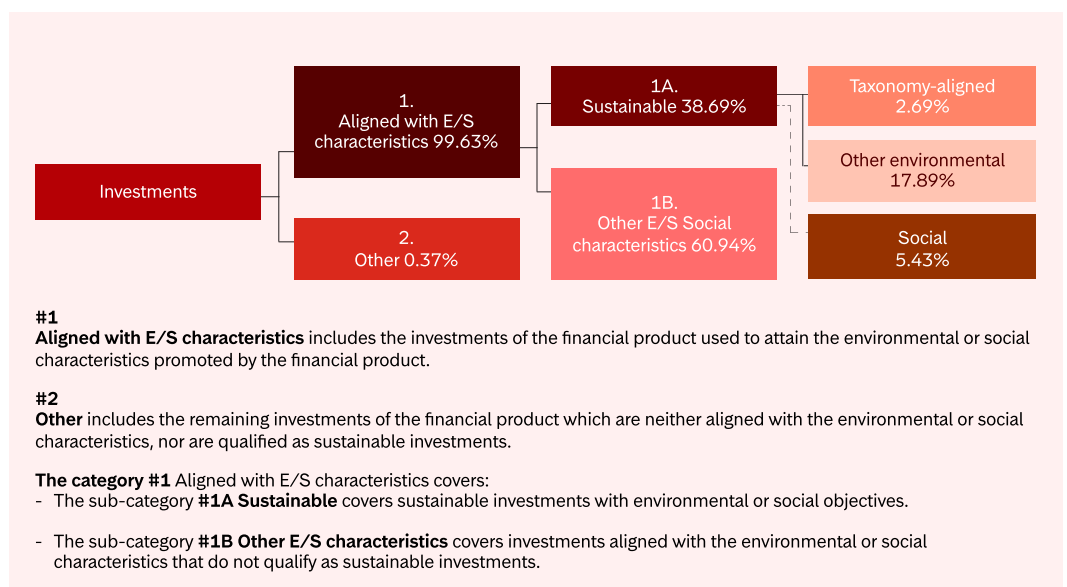 Investments
1.
Aligned with E/S
characteristics 99.63%
2.
Other 0.37%
1A.
Sustainable 38.69%
1B.
Other E/S Social
characteristics 60.94%
Taxonomy-aligned
2.69%
Other environmental
17.89%
Social
5.43%
#1
Aligned with E/S characteristics includes the investments of the financial product used to attain the environmental or social
characteristics promoted by the financial product.
#2
Other includes the remaining investments of the financial product which are neither aligned with the environmental or social
characteristics, nor are qualified as sustainable investments.
The category #1 Aligned with E/S characteristics covers:
- The sub-category #1A Sustainable covers sustainable investments with environmental or social objectives.
- The sub-category #1B Other E/S characteristics covers investments aligned with the environmental or social
characteristics that do not qualify as sustainable investments.